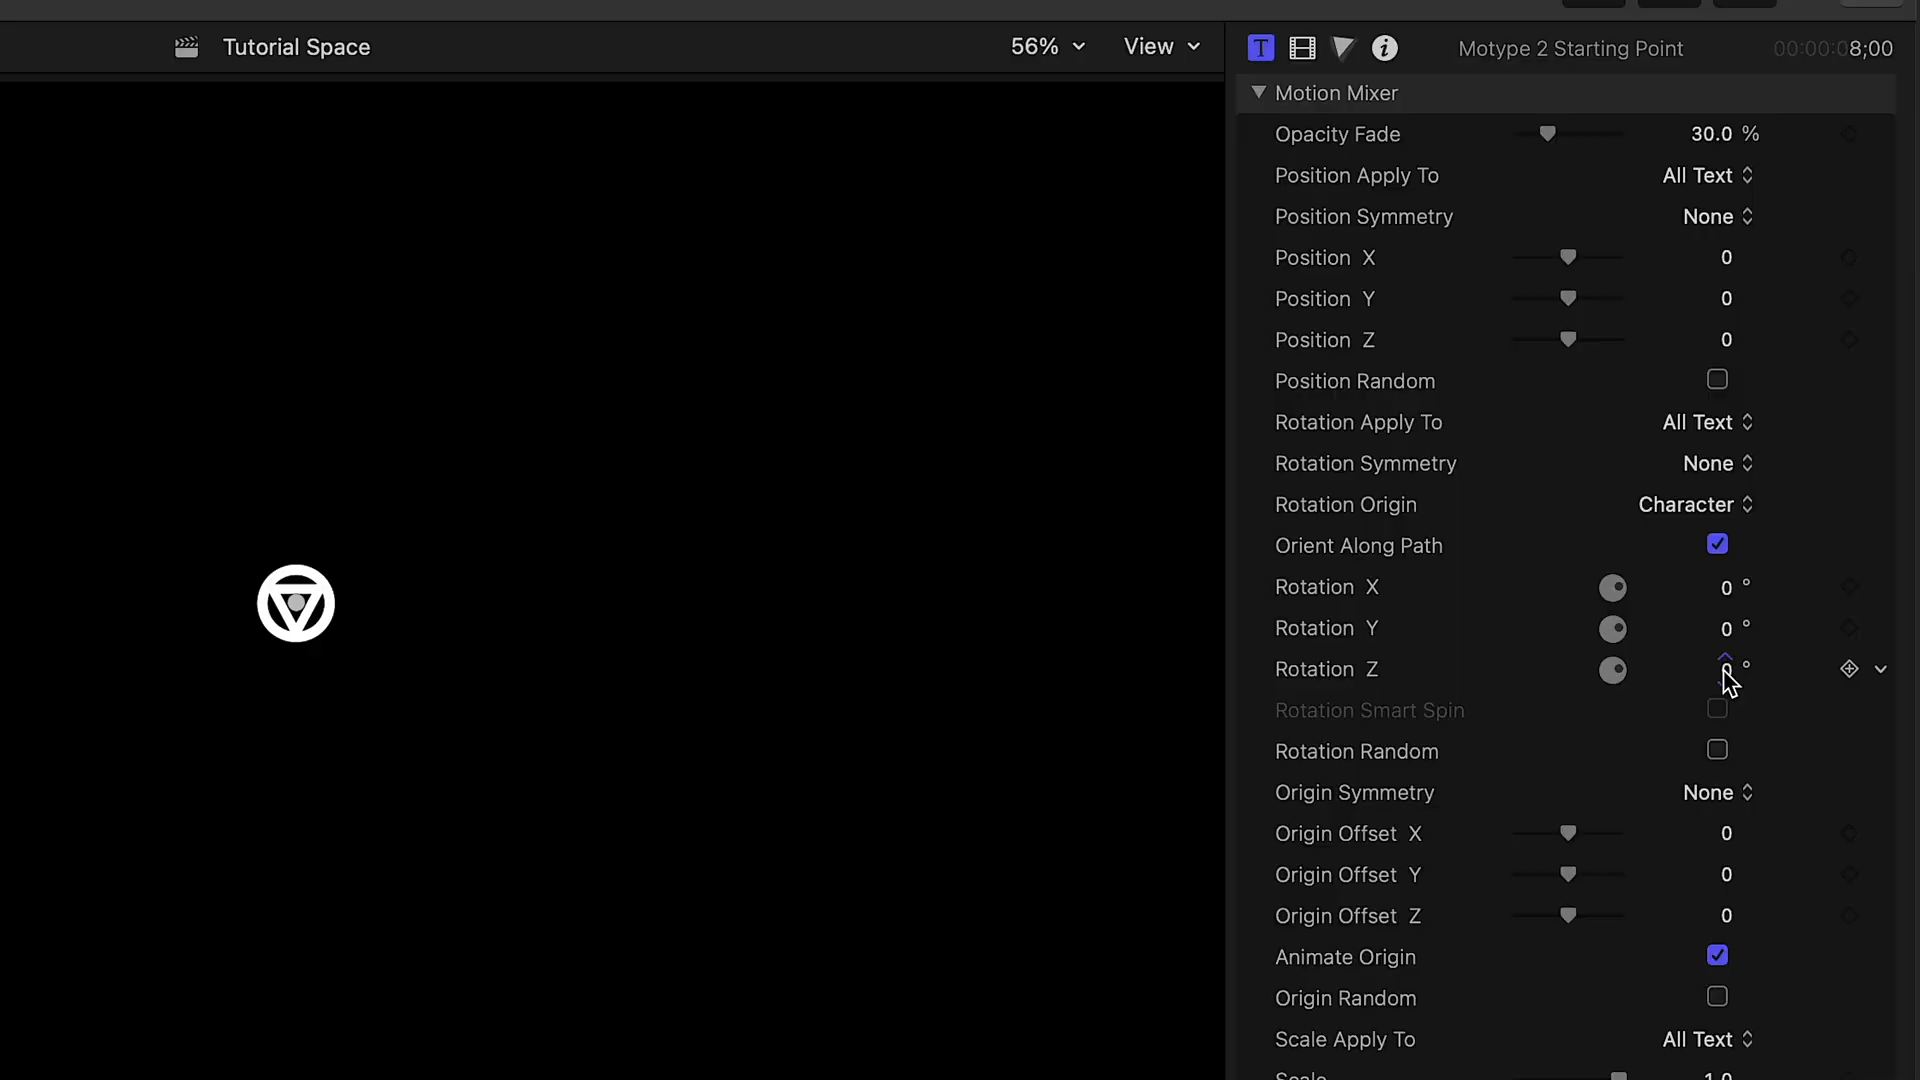 Tutorial Space
56%
View
Motype 2 Starting Point
00:00:08;00
Motion Mixer
Opacity Fade 30.0 %
Position Apply To All Text
Position Symmetry None
Position X 0
Position Y 0
Position Z 0
Position Random
Rotation Apply To All Text
Rotation Symmetry None
Rotation Origin Character
Orient Along Path
Rotation X 0 °
Rotation Y 0 °
Rotation Z 0 °
Rotation Smart Spin
Rotation Random
Origin Symmetry None
Origin Offset X 0
Origin Offset Y 0
Origin Offset Z 0
Animate Origin
Origin Random
Scale Apply To All Text
Scale 1.0